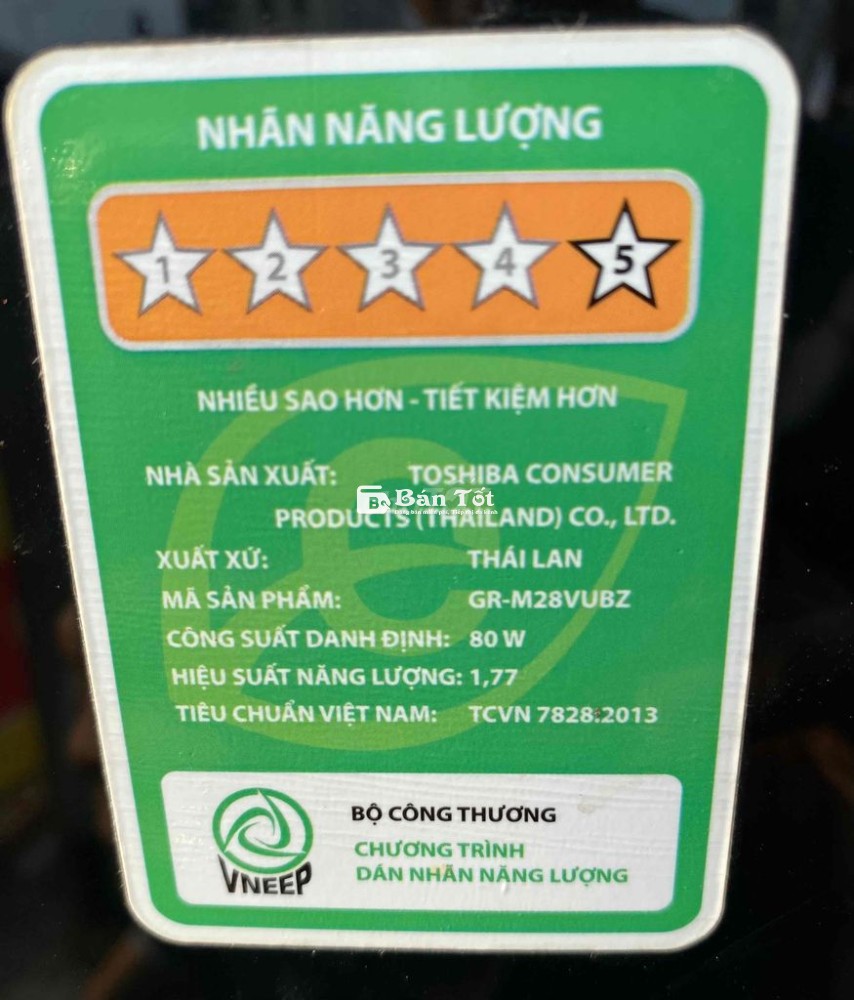 NHÃN NĂNG LƯỢNG
1 2 3 4 5
NHIỀU SAO HƠN - TIẾT KIỆM HƠN
NHÀ SẢN XUẤT: TOSHIBA CONSUMER
Bán Tốt
PRODUCTS (THAILAND) CO., LTD.
XUẤT XỨ: THÁI LAN
MÃ SẢN PHẨM: GR-M28VUBZ
CÔNG SUẤT DANH ĐỊNH: 80 W
HIỆU SUẤT NĂNG LƯỢNG: 1,77
TIÊU CHUẨN VIỆT NAM: TCVN 7828:2013
BỘ CÔNG THƯƠNG
CHƯƠNG TRÌNH
DÁN NHÃN NĂNG LƯỢNG
VNEEP